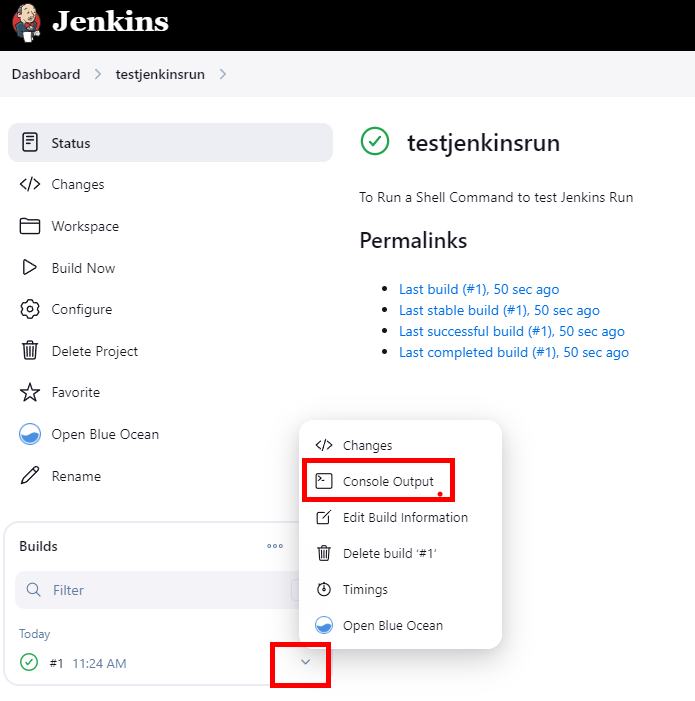 Jenkins
Dashboard
testjenkinsrun
Status
Changes
Workspace
Build Now
Configure
Delete Project
Favorite
Open Blue Ocean
Rename
testjenkinsrun
To Run a Shell Command to test Jenkins Run
Permalinks
Last build (#1), 50 sec ago
Last stable build (#1), 50 sec ago
Last successful build (#1), 50 sec ago
Last completed build (#1), 50 sec ago
Changes
Console Output
Edit Build Information
Delete build ‘#1’
Timings
Open Blue Ocean
Builds
Filter
Today
#1 11:24 AM